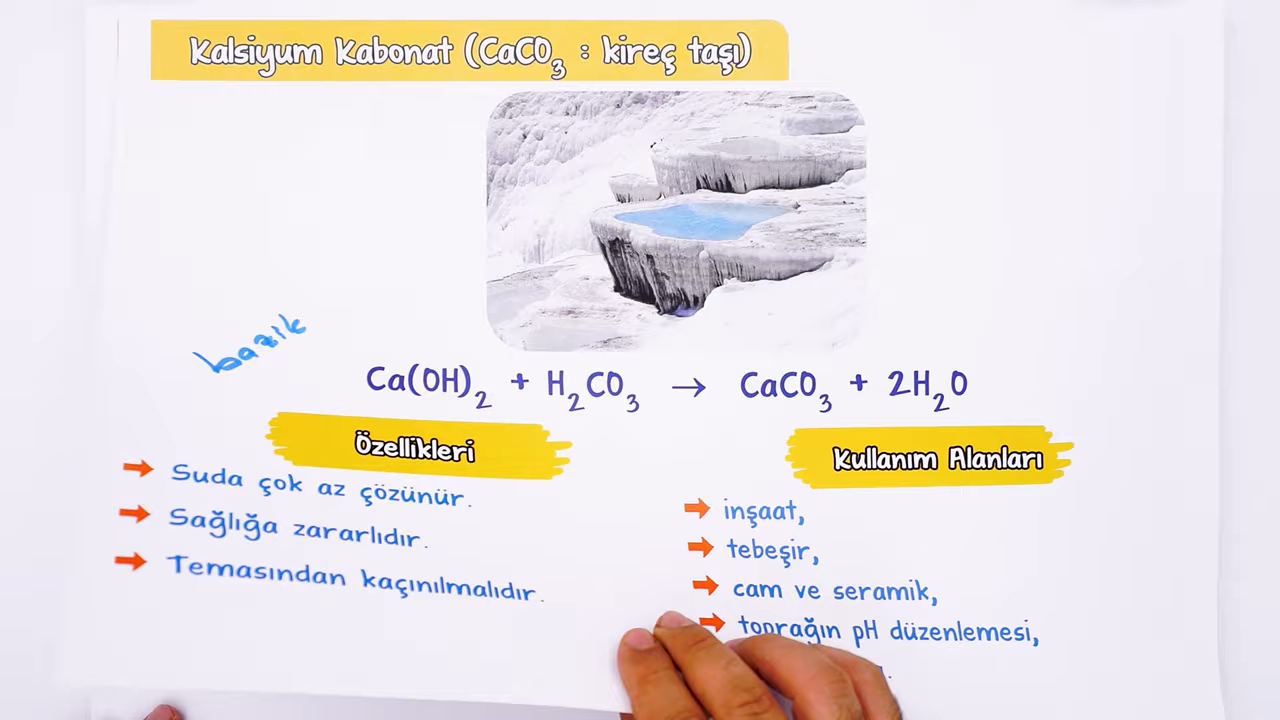 Kalsiyum Kabonat (CaCO₃ : kireç taşı)
bazik
Ca(OH)₂ + H₂CO₃ → CaCO₃ + 2H₂O
Özellikleri
Suda çok az çözünür.
Sağlığa zararlıdır.
Temasından kaçınılmalıdır.
Kullanım Alanları
inşaat,
tebeşir,
cam ve seramik,
toprağın pH düzenlemesi,